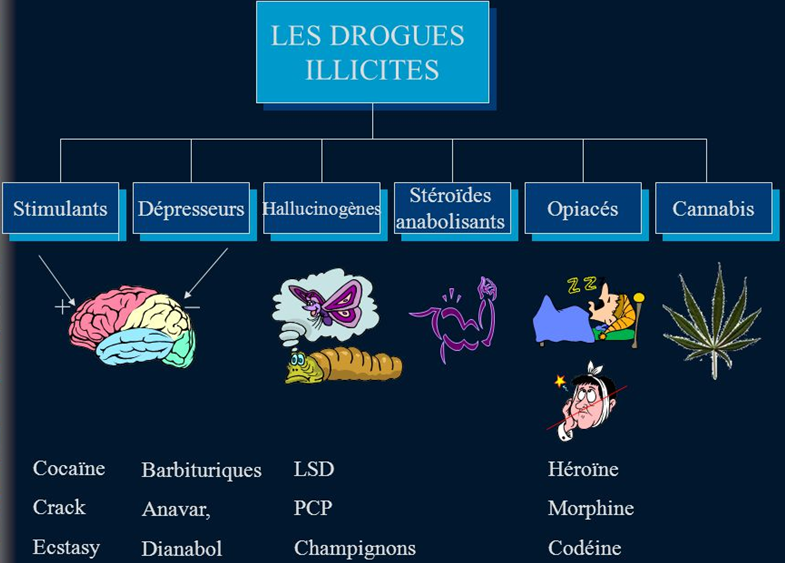 LES DROGUES
ILLICITES
Stimulants
Dépresseurs
Hallucinogènes
Stéroïdes
anabolisants
Opiacés
Cannabis
+
−
ZZ
Cocaïne
Crack
Ecstasy
Barbituriques
Anavar,
Dianabol
LSD
PCP
Champignons
Héroïne
Morphine
Codéine